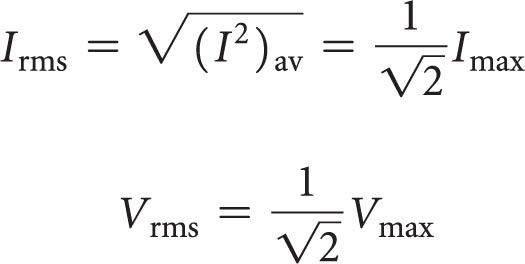 I_rms = √(I²)_av = 1/√2 I_max
V_rms = 1/√2 V_max